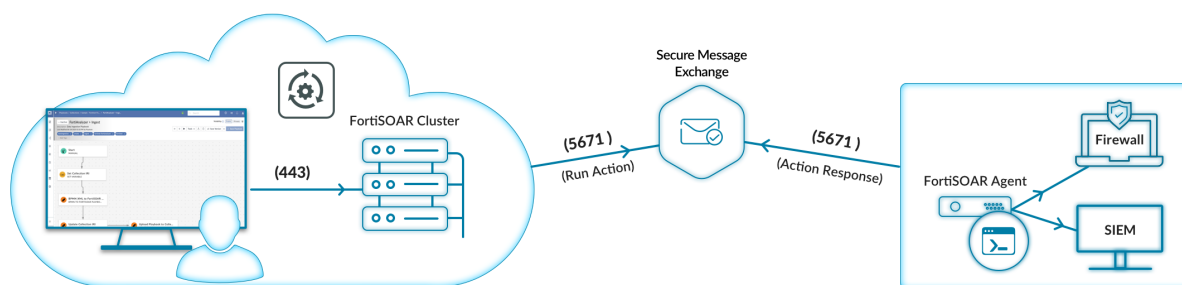 FortiSOAR Cluster
(443)
(5671)
(Run Action)
Secure Message
Exchange
(5671)
(Action Response)
FortiSOAR Agent
Firewall
SIEM